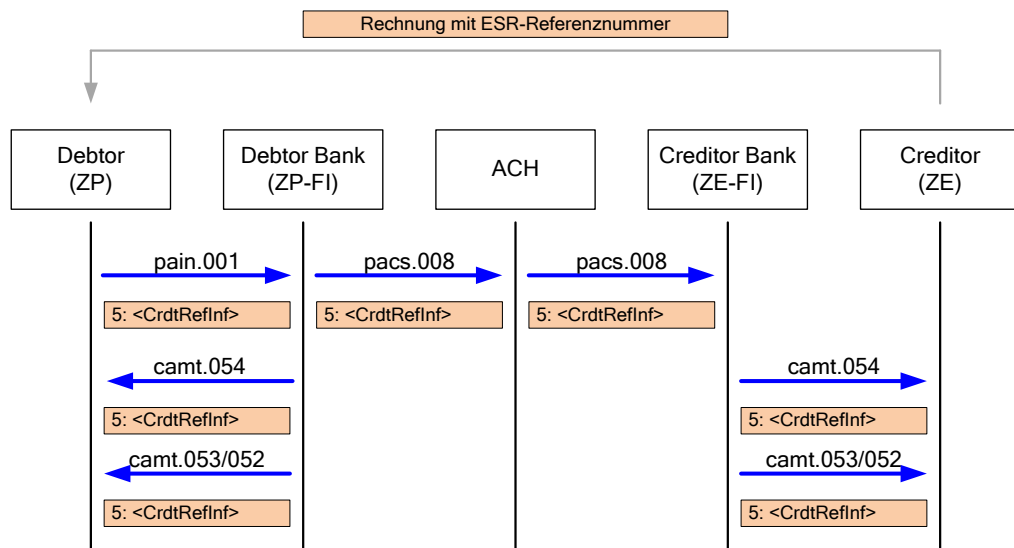 Rechnung mit ESR-Referenznummer
Debtor
(ZP)
Debtor Bank
(ZP-FI)
ACH
Creditor Bank
(ZE-FI)
Creditor
(ZE)
pain.001
pacs.008
pacs.008
5: <CrdtRefInf>
5: <CrdtRefInf>
5: <CrdtRefInf>
camt.054
camt.054
5: <CrdtRefInf>
5: <CrdtRefInf>
camt.053/052
camt.053/052
5: <CrdtRefInf>
5: <CrdtRefInf>